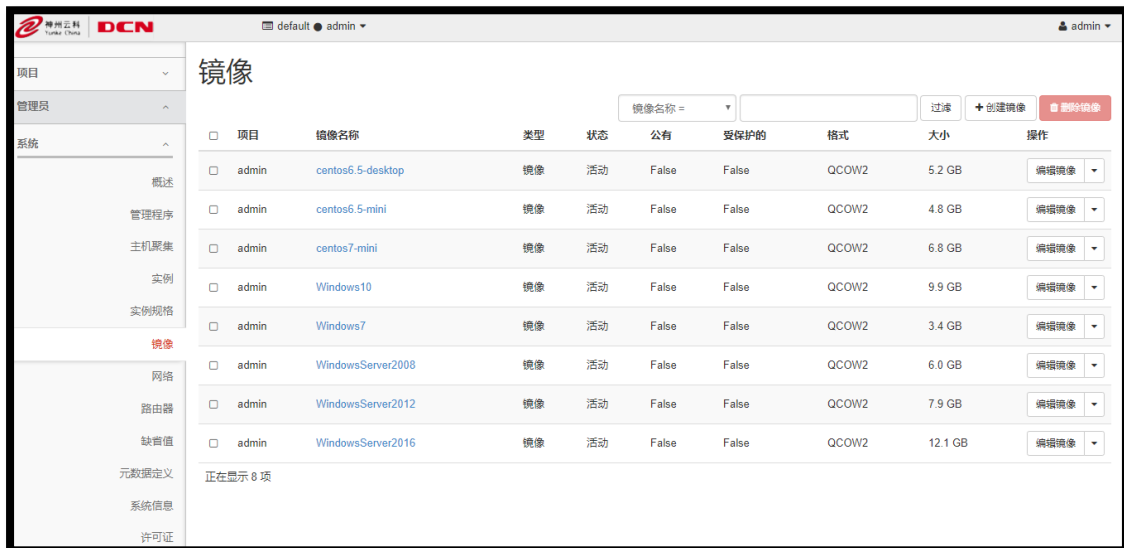 神州云科 Yunke China DCN default admin admin
镜像
项目
管理员
系统
概述
管理程序
主机聚集
实例
实例规格
镜像
网络
路由器
缺省值
元数据定义
系统信息
许可证
镜像名称 = 过滤 创建镜像 删除镜像
项目 镜像名称 类型 状态 公有 受保护的 格式 大小 操作
admin centos6.5-desktop 镜像 活动 False False QCOW2 5.2 GB 编辑镜像
admin centos6.5-mini 镜像 活动 False False QCOW2 4.8 GB 编辑镜像
admin centos7-mini 镜像 活动 False False QCOW2 6.8 GB 编辑镜像
admin Windows10 镜像 活动 False False QCOW2 9.9 GB 编辑镜像
admin Windows7 镜像 活动 False False QCOW2 3.4 GB 编辑镜像
admin WindowsServer2008 镜像 活动 False False QCOW2 6.0 GB 编辑镜像
admin WindowsServer2012 镜像 活动 False False QCOW2 7.9 GB 编辑镜像
admin WindowsServer2016 镜像 活动 False False QCOW2 12.1 GB 编辑镜像
正在显示 8 项